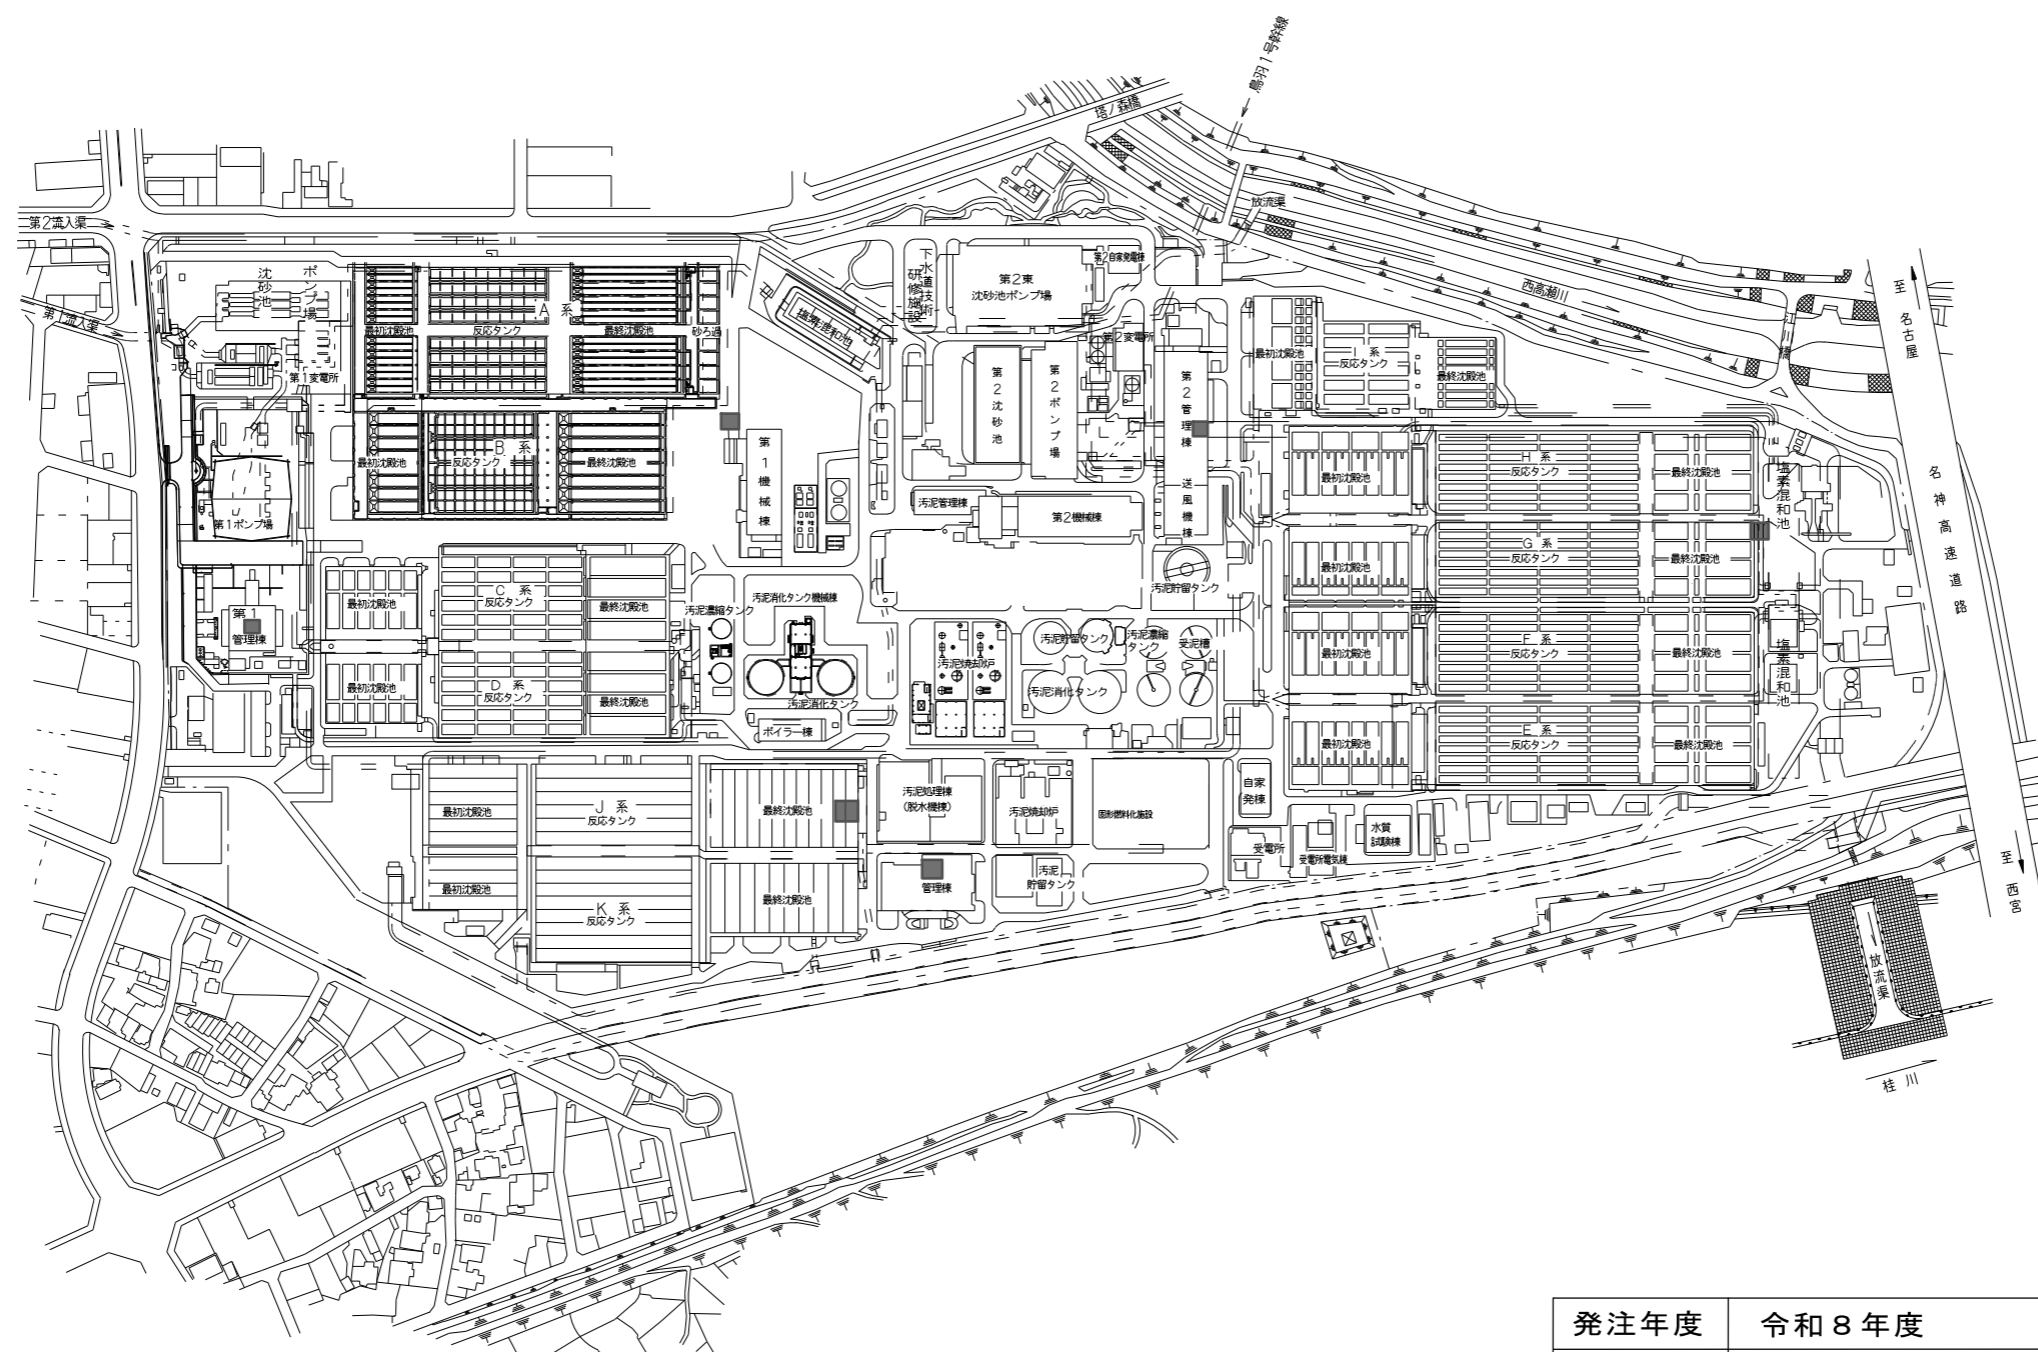 鳥羽1号幹線
塔ノ森橋
第2流入渠
放流渠
第1流入渠
沈砂池
ポンプ場
A 系
最初沈殿池
反応タンク
最終沈殿池
砂ろ過
第1変電所
塩素混和池
下水道技術
研修施設
第2東
沈砂池ポンプ場
第2自家発電棟
西高瀬川
至 名古屋
第2変電所
第2沈砂池
第2ポンプ場
第2管理棟
送風機棟
最初沈殿池
I 系
反応タンク
最終沈殿池
B 系
最初沈殿池
反応タンク
最終沈殿池
第1機械棟
第1ポンプ場
汚泥管理棟
第2機械棟
最初沈殿池
H 系
反応タンク
最終沈殿池
塩素混和池
名神高速道路
G 系
最初沈殿池
反応タンク
最終沈殿池
汚泥貯留タンク
C 系
最初沈殿池
反応タンク
最終沈殿池
第1
管理棟
汚泥濃縮タンク
汚泥消化タンク機械棟
汚泥焼却炉
汚泥貯留タンク
汚泥濃縮
タンク
受泥槽
汚泥消化タンク
F 系
最初沈殿池
反応タンク
最終沈殿池
塩素混和池
D 系
最初沈殿池
反応タンク
最終沈殿池
汚泥消化タンク
ボイラー棟
E 系
最初沈殿池
反応タンク
最終沈殿池
J 系
最初沈殿池
反応タンク
最終沈殿池
汚泥処理棟
(脱水機棟)
汚泥焼却炉
固形燃料化施設
自家
発棟
受電所
受電所電気棟
水質
試験棟
最初沈殿池
K 系
反応タンク
最終沈殿池
管理棟
汚泥
貯留タンク
至 西宮
放流渠
桂川
発注年度
令和8年度